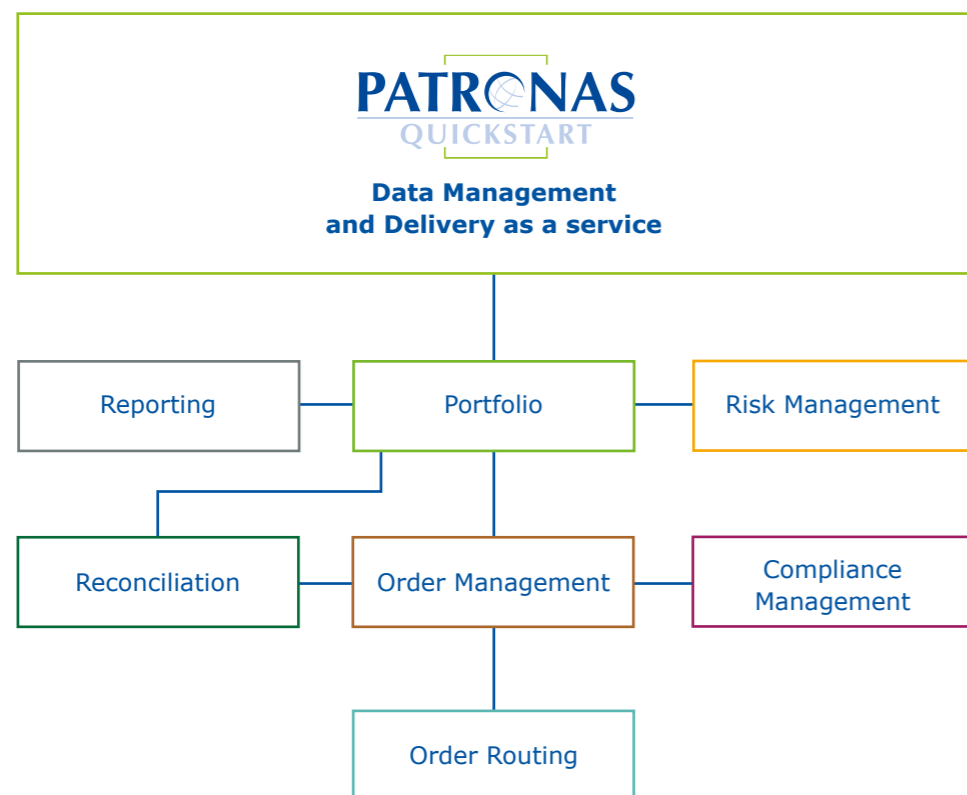 PATRONAS
QUICKSTART
Data Management
and Delivery as a service
Reporting
Portfolio
Risk Management
Reconciliation
Order Management
Compliance
Management
Order Routing